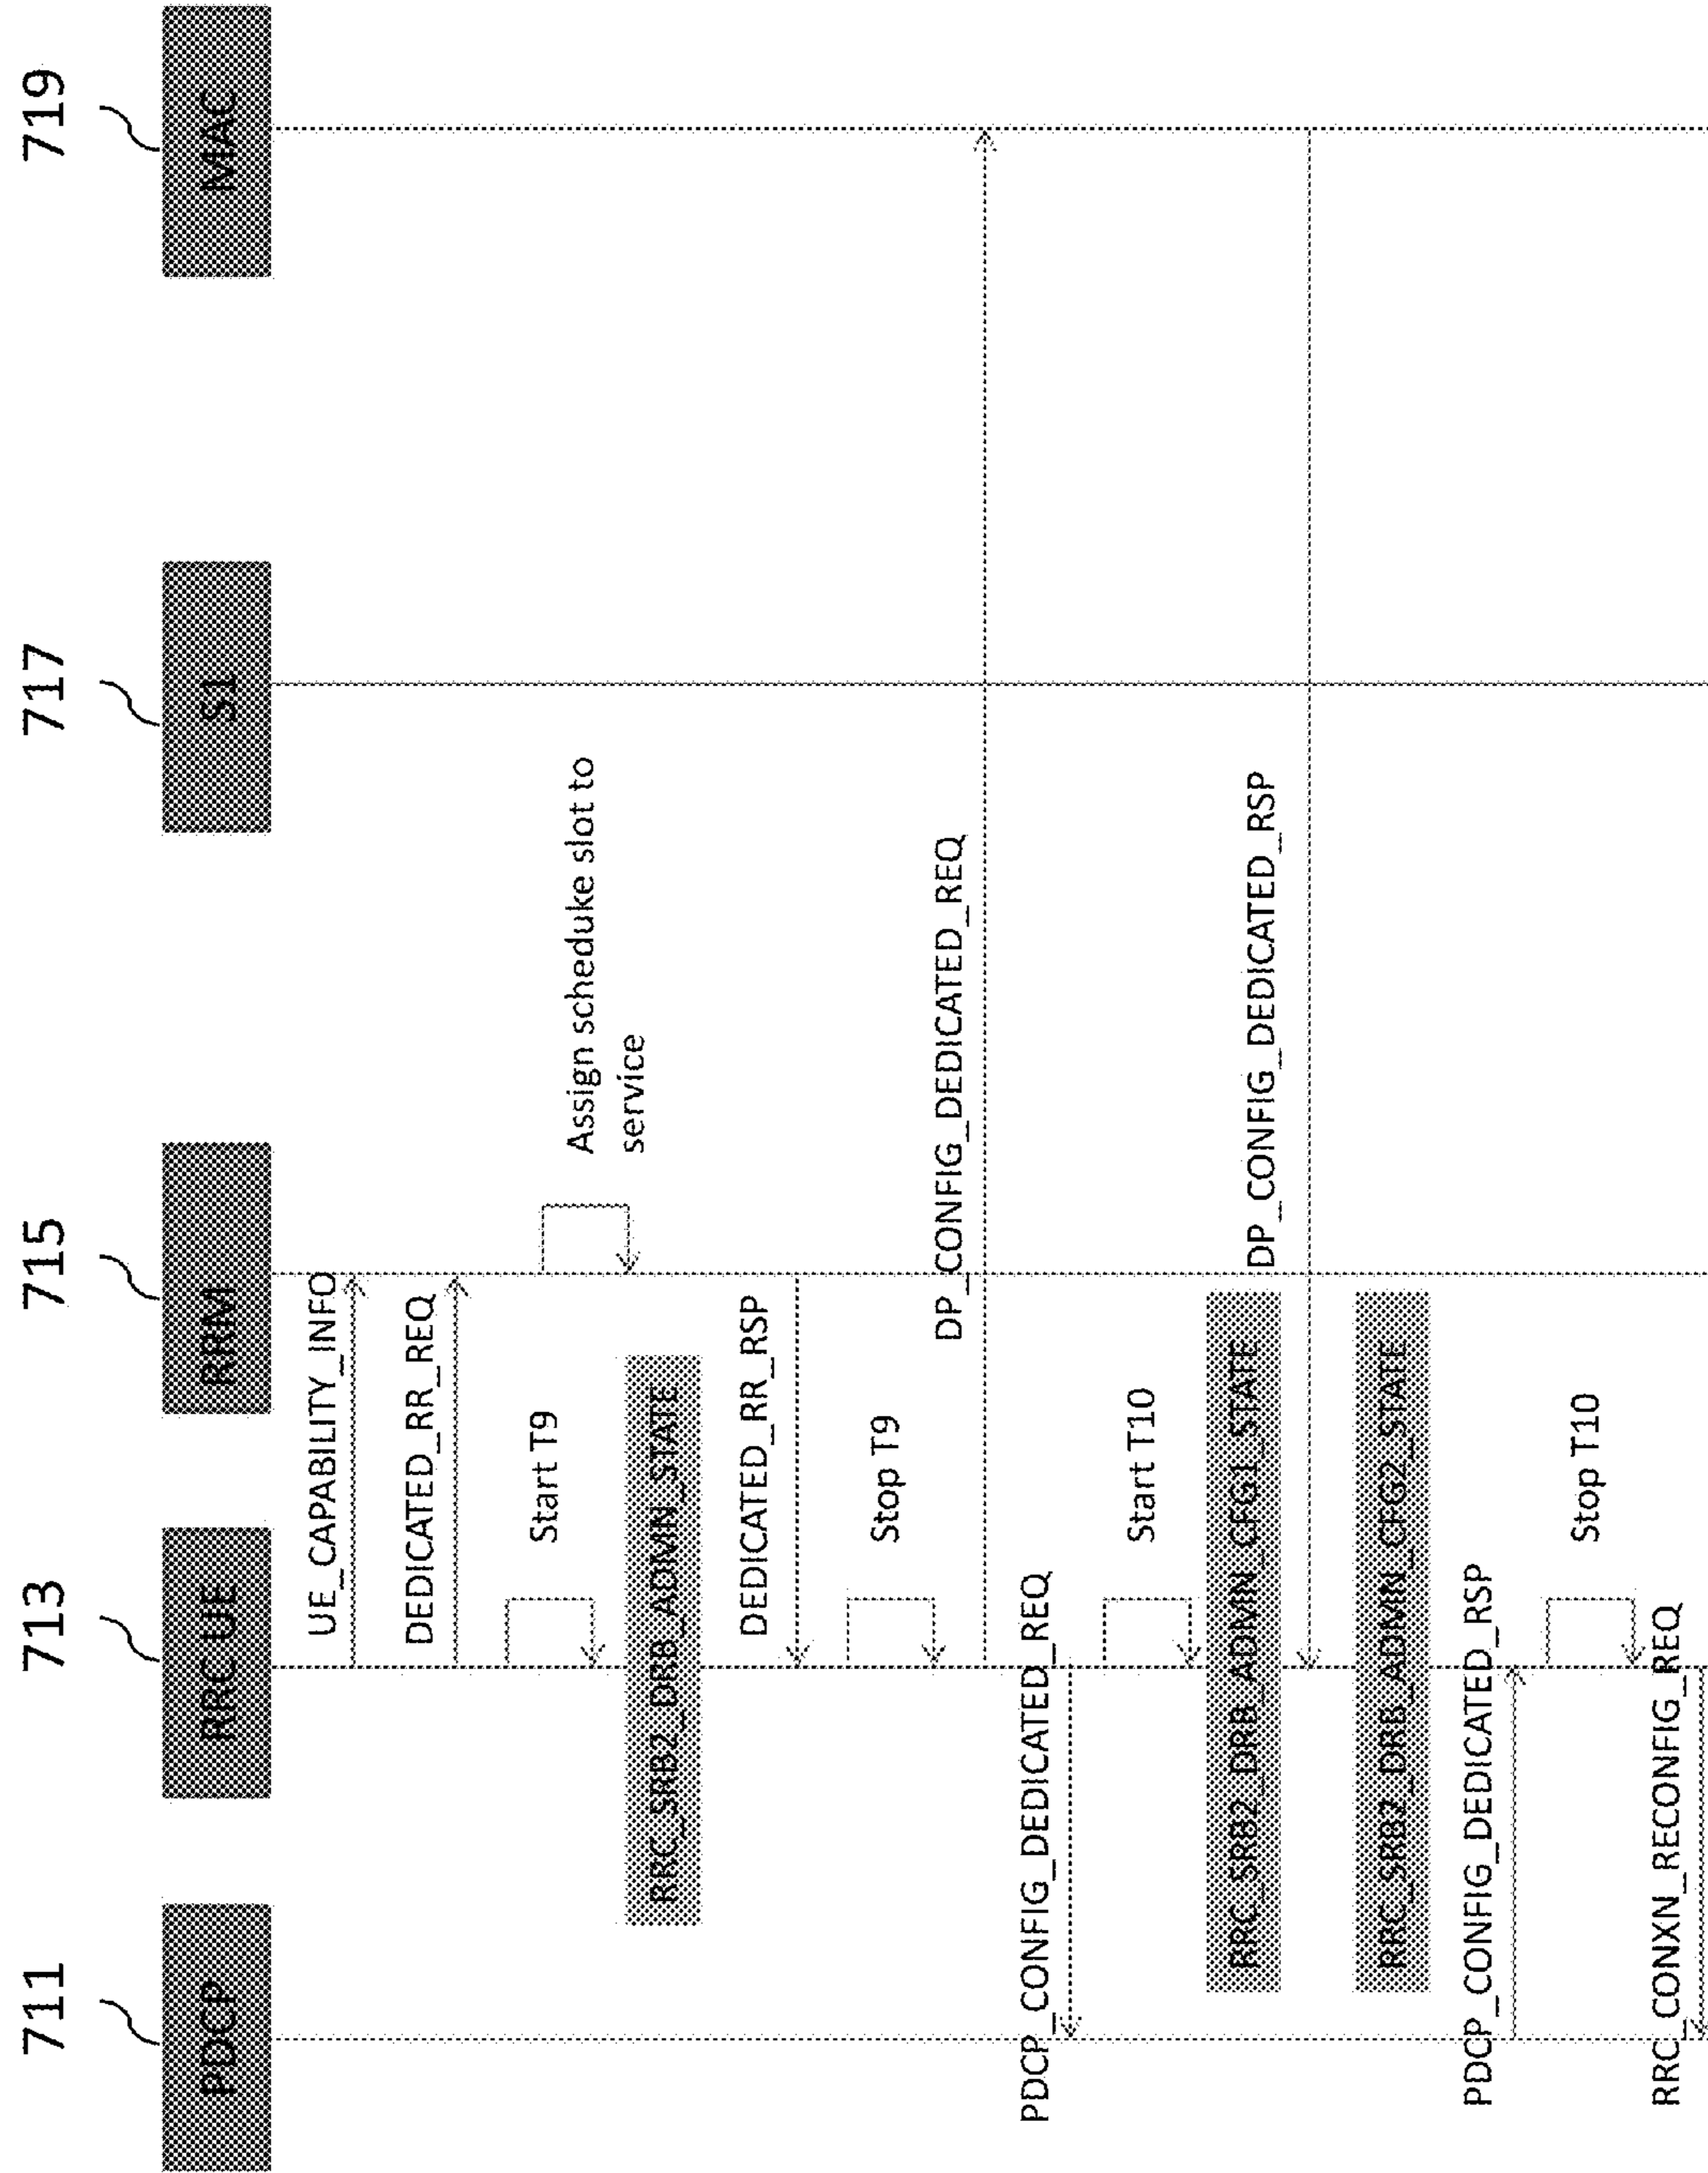 711
713
715
717
719
PDCP
RRC UE
RRM
S1
MAC
UE_CAPABILITY_INFO
DEDICATED_RR_REQ
Start T9
Assign scheduke slot to
service
RRC_SRB2_DRB_ADMN_STATE
DEDICATED_RR_RSP
Stop T9
DP_CONFIG_DEDICATED_REQ
PDCP_CONFIG_DEDICATED_REQ
Start T10
RRC_SRB2_DRB_ADMN_CFG1_STATE
DP_CONFIG_DEDICATED_RSP
RRC_SRB2_DRB_ADMN_CFG2_STATE
PDCP_CONFIG_DEDICATED_RSP
Stop T10
RRC_CONXN_RECONFIG_REQ